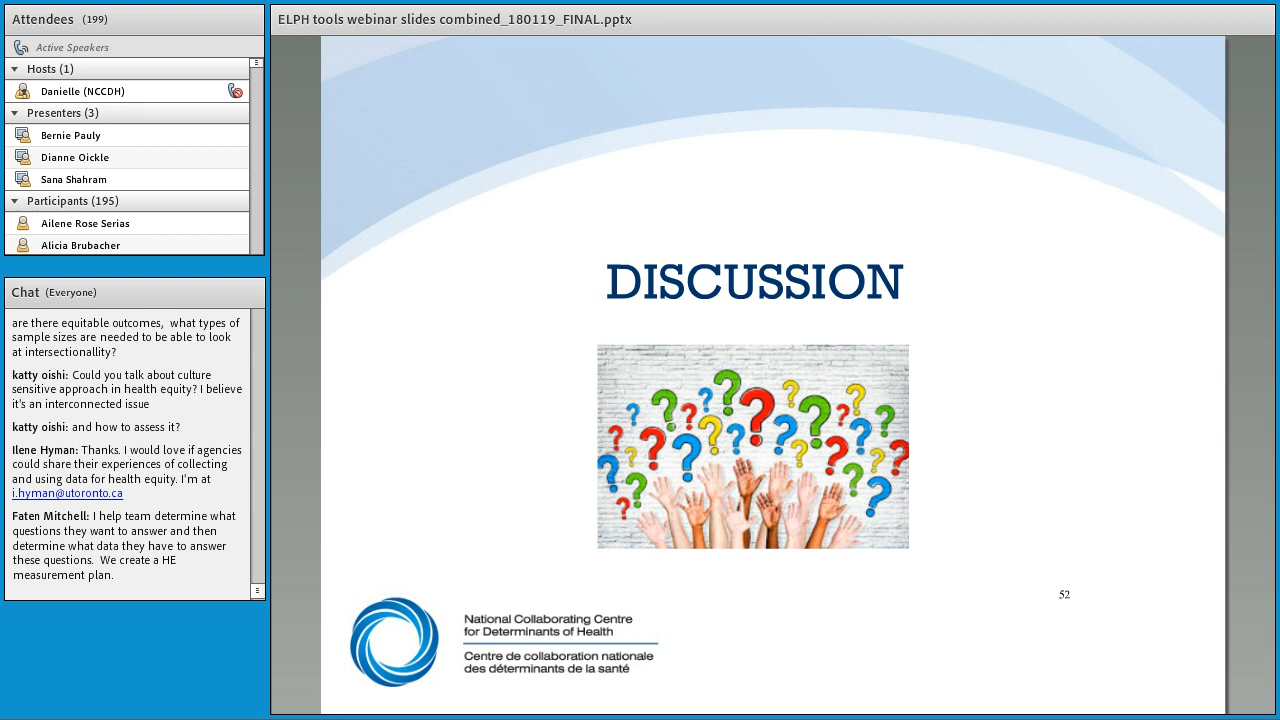 Attendees (199)
Active Speakers
Hosts (1)
Danielle (NCCDH)
Presenters (3)
Bernie Pauly
Dianne Oickle
Sana Shahram
Participants (195)
Ailene Rose Serias
Alicia Brubacher
Chat (Everyone)
are there equitable outcomes, what types of
sample sizes are needed to be able to look
at intersectionality?
Could you talk about culture
sensitive approach in health equity? I believe
it's an interconnected issue
and how to assess it?
Ilene Hyman: Thanks. I would love if agencies
could share their experiences of collecting
and using data for health equity. I'm at
i.hyman@utoronto.ca
Faten Mitchell: I help team determine what
questions they want to answer and then
determine what data they have to answer
these questions. We create a HE
measurement plan.
ELPH tools webinar slides combined_180119_FINAL.pptx
DISCUSSION
52
National Collaborating Centre
for Determinants of Health
Centre de collaboration nationale
des déterminants de la santé